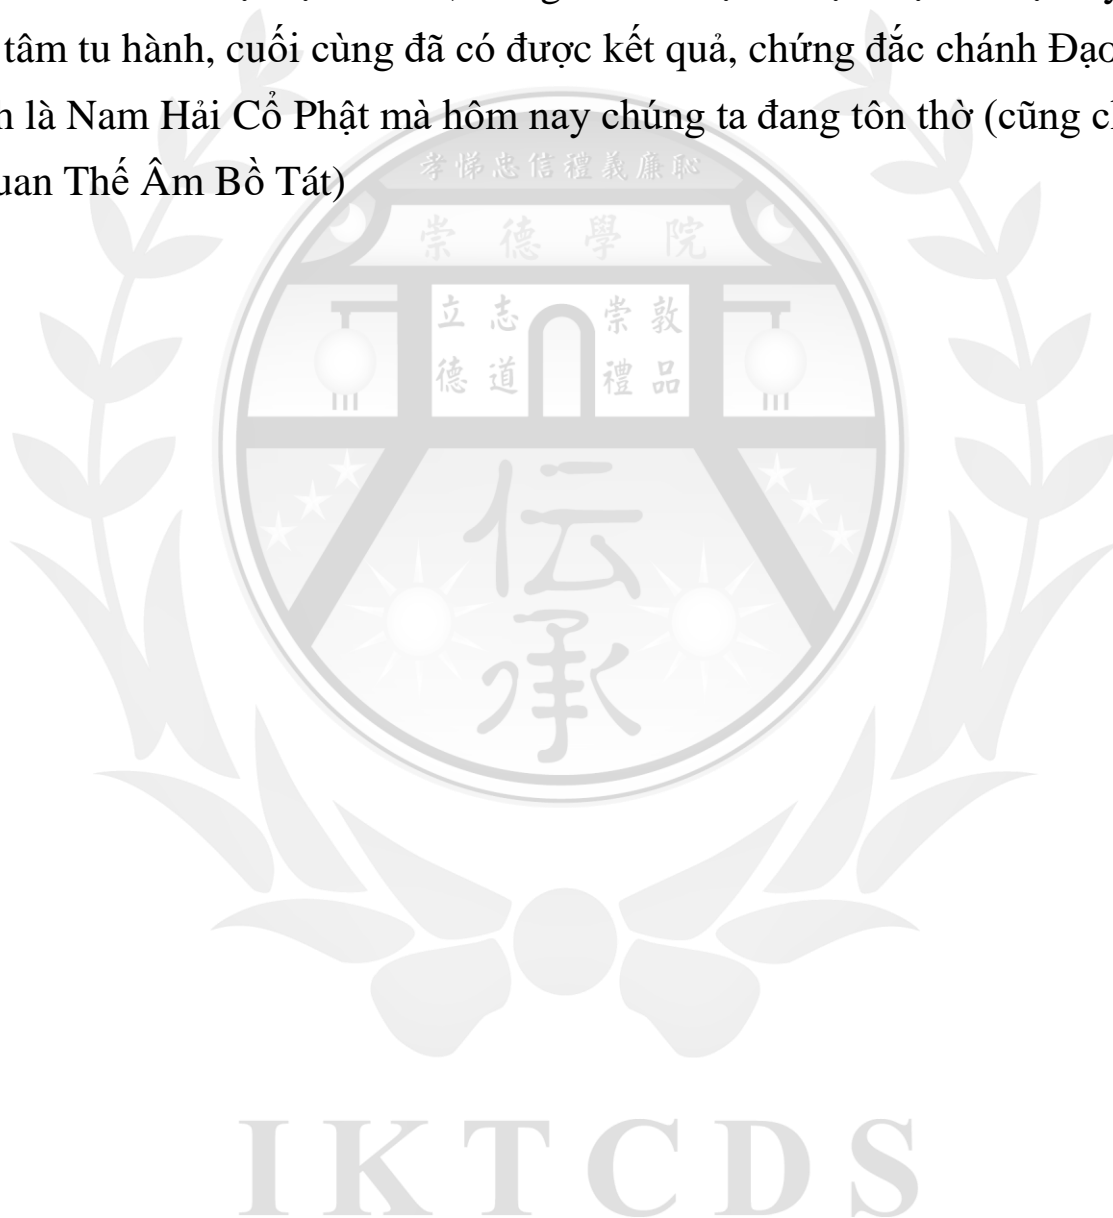 tâm tu hành, cuối cùng đã có được kết quả, chứng đắc chánh Đạo
là Nam Hải Cổ Phật mà hôm nay chúng ta đang tôn thờ (cũng
Thế Âm Bồ Tát)
孝悌忠信禮義廉恥
崇德學院
立志 崇敦
德道 禮品
伝
承
IKTCDS